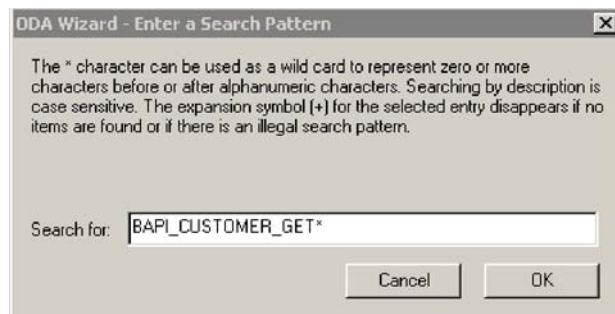 ODA Wizard - Enter a Search Pattern
The * character can be used as a wild card to represent zero or more
characters before or after alphanumeric characters. Searching by description is
case sensitive. The expansion symbol (+) for the selected entry disappears if no
items are found or if there is an illegal search pattern.
Search for: BAPI_CUSTOMER_GET*
Cancel OK